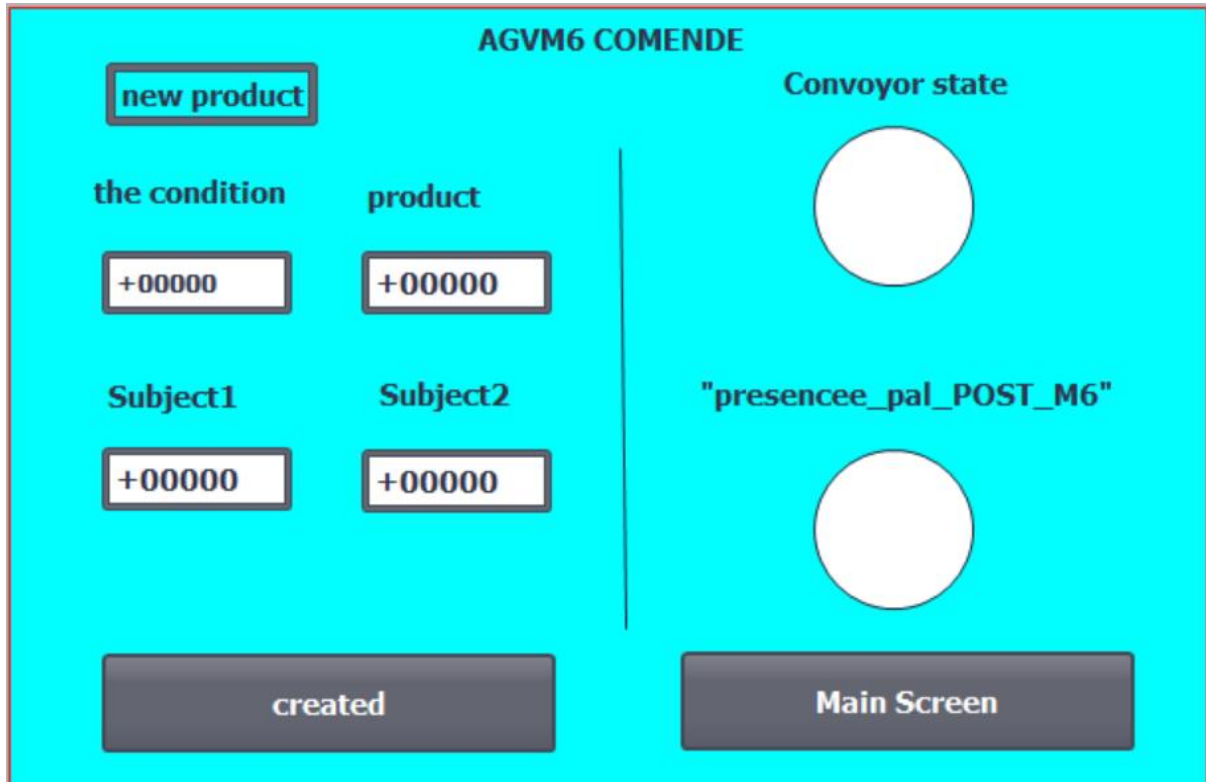 AGVM6 COMENDE
new product
Convoyor state
the condition
product
+00000
+00000
Subject1
Subject2
"presencee_pal_POST_M6"
+00000
+00000
created
Main Screen